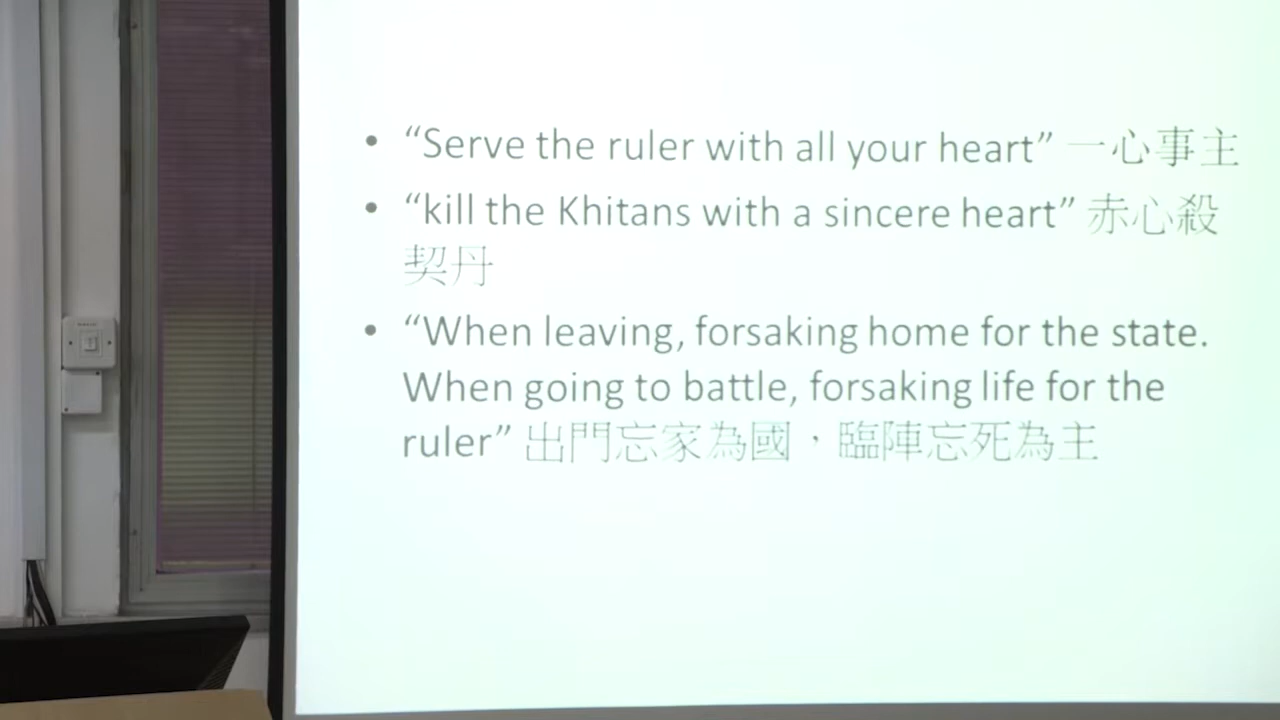 • “Serve the ruler with all your heart” 一心事主
• “kill the Khitans with a sincere heart” 赤心殺
契丹
• “When leaving, forsaking home for the state.
When going to battle, forsaking life for the
ruler” 出門忘家為國，臨陣忘死為主